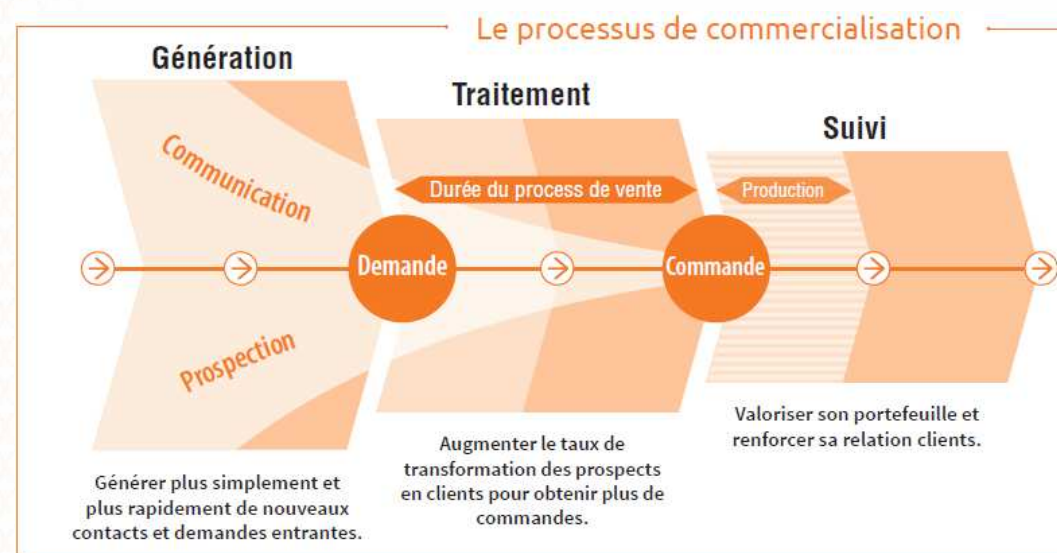 Le processus de commercialisation
Génération
Traitement
Suivi
Communication
Durée du process de vente
Production
Demande
Commande
Prospection
Générer plus simplement et
plus rapidement de nouveaux
contacts et demandes entrantes.
Augmenter le taux de
transformation des prospects
en clients pour obtenir plus de
commandes.
Valoriser son portefeuille et
renforcer sa relation clients.